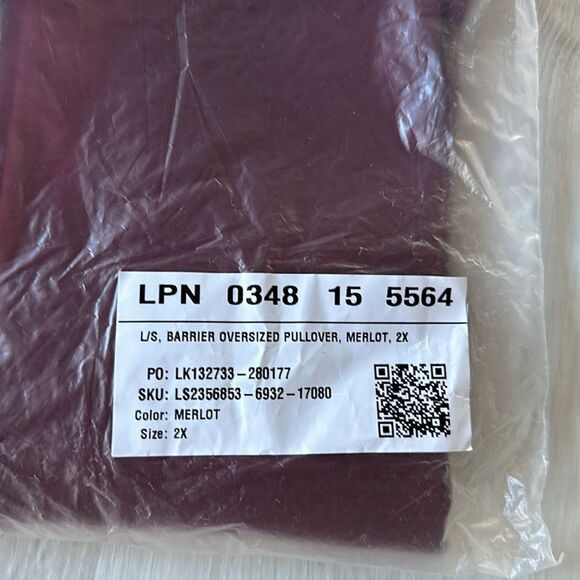 LPN 0348 15 5564
L/S, BARRIER OVERSIZED PULLOVER, MERLOT, 2X
PO: LK132733-280177
SKU: LS2356853-6932-17080
Color: MERLOT
Size: 2X